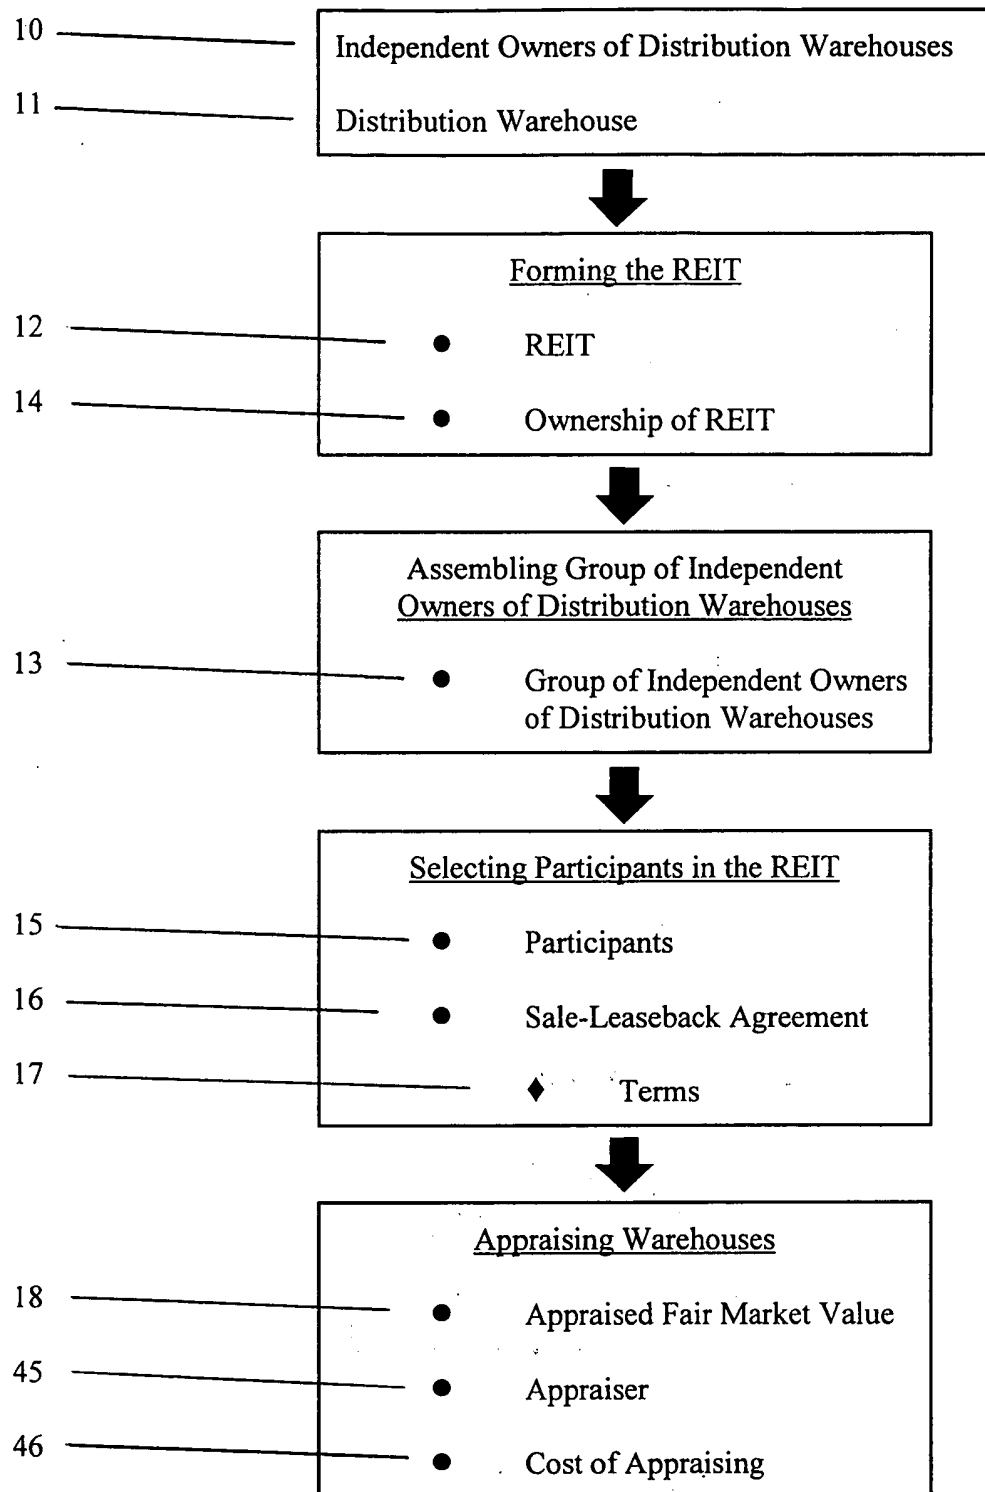 10 Independent Owners of Distribution Warehouses
11 Distribution Warehouse
Forming the REIT
12 ● REIT
14 ● Ownership of REIT
Assembling Group of Independent
Owners of Distribution Warehouses
13 ● Group of Independent Owners
of Distribution Warehouses
Selecting Participants in the REIT
15 ● Participants
16 ● Sale-Leaseback Agreement
17 ♦ Terms
Appraising Warehouses
18 ● Appraised Fair Market Value
45 ● Appraiser
46 ● Cost of Appraising